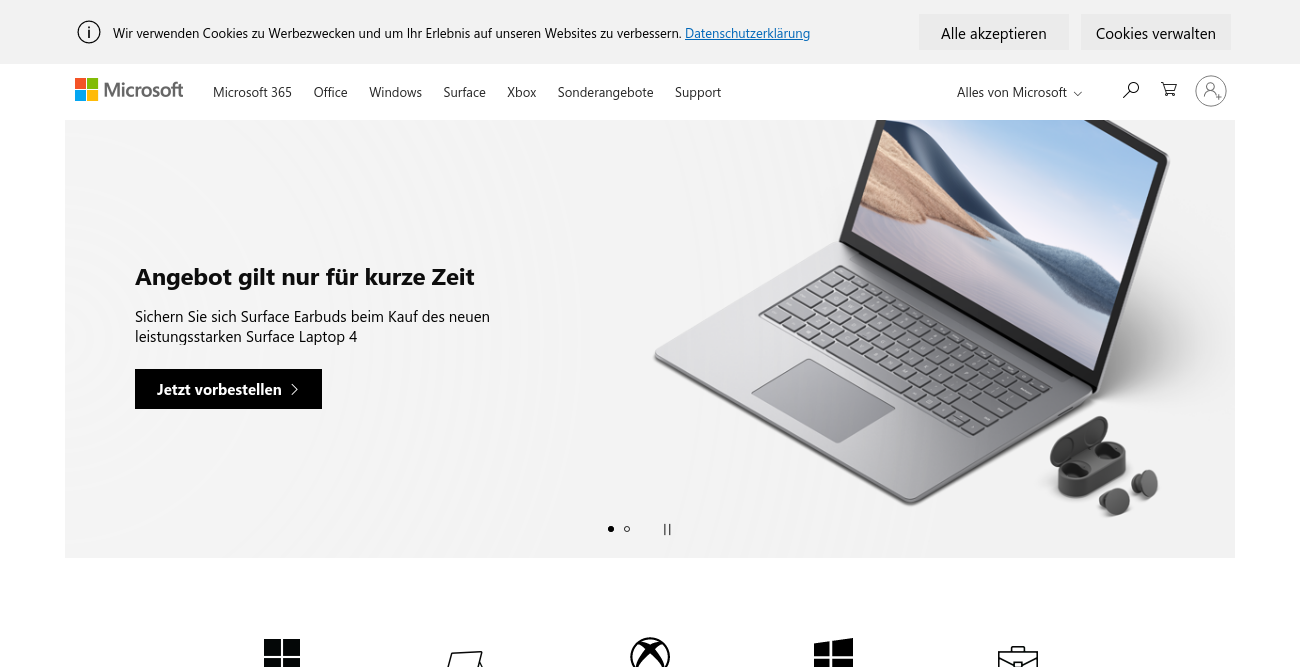 Wir verwenden Cookies zu Werbezwecken und um Ihr Erlebnis auf unseren Websites zu verbessern. Datenschutzerklärung
Alle akzeptieren
Cookies verwalten
Microsoft
Microsoft 365
Office
Windows
Surface
Xbox
Sonderangebote
Support
Alles von Microsoft
Angebot gilt nur für kurze Zeit
Sichern Sie sich Surface Earbuds beim Kauf des neuen
leistungsstarken Surface Laptop 4
Jetzt vorbestellen